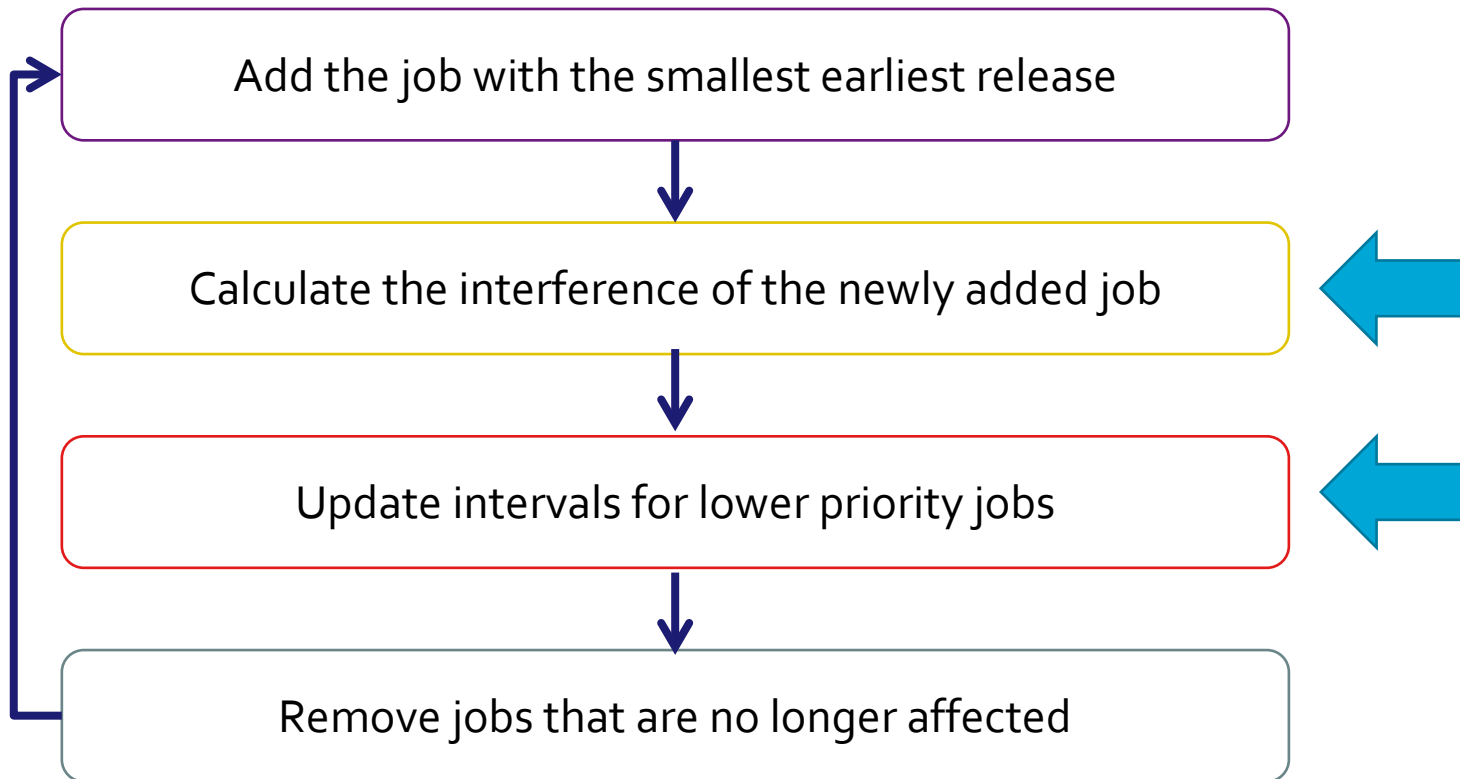 Add the job with the smallest earliest release
Calculate the interference of the newly added job
Update intervals for lower priority jobs
Remove jobs that are no longer affected